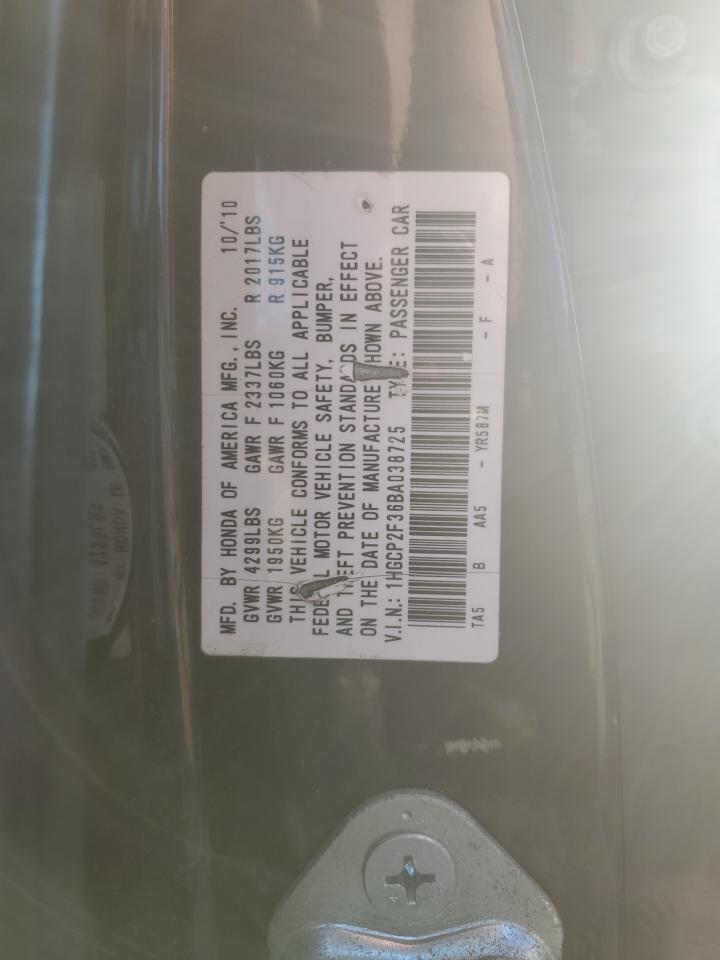 MFD. BY HONDA OF AMERICA MFG., INC. 10/'10
GVWR 4299LBS GAWR F 2337LBS R 2017LBS
GVWR 1950KG GAWR F 1060KG R 915KG
THIS VEHICLE CONFORMS TO ALL APPLICABLE
FEDERAL MOTOR VEHICLE SAFETY, BUMPER,
AND THEFT PREVENTION STANDARDS IN EFFECT
ON THE DATE OF MANUFACTURE SHOWN ABOVE.
V.I.N.: 1HGCP2F36BA038725 TYPE: PASSENGER CAR
TA5 B AA5 - YR587M - F - A